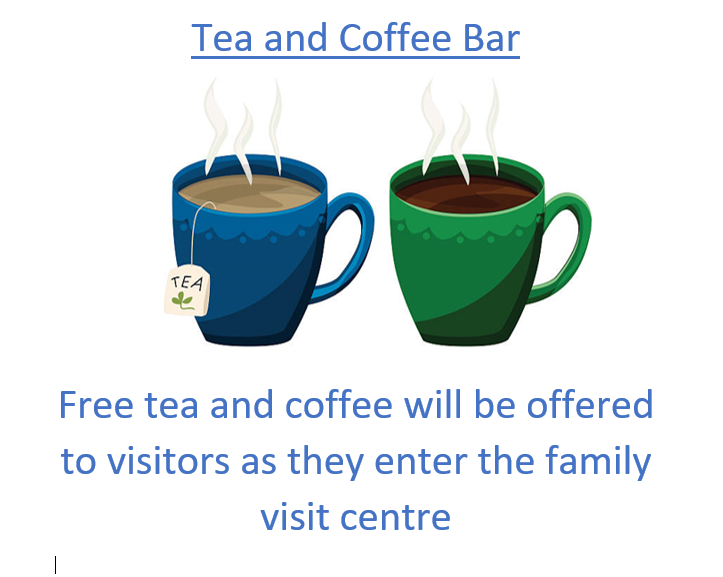 Tea and Coffee Bar
TEA
Free tea and coffee will be offered
to visitors as they enter the family
visit centre